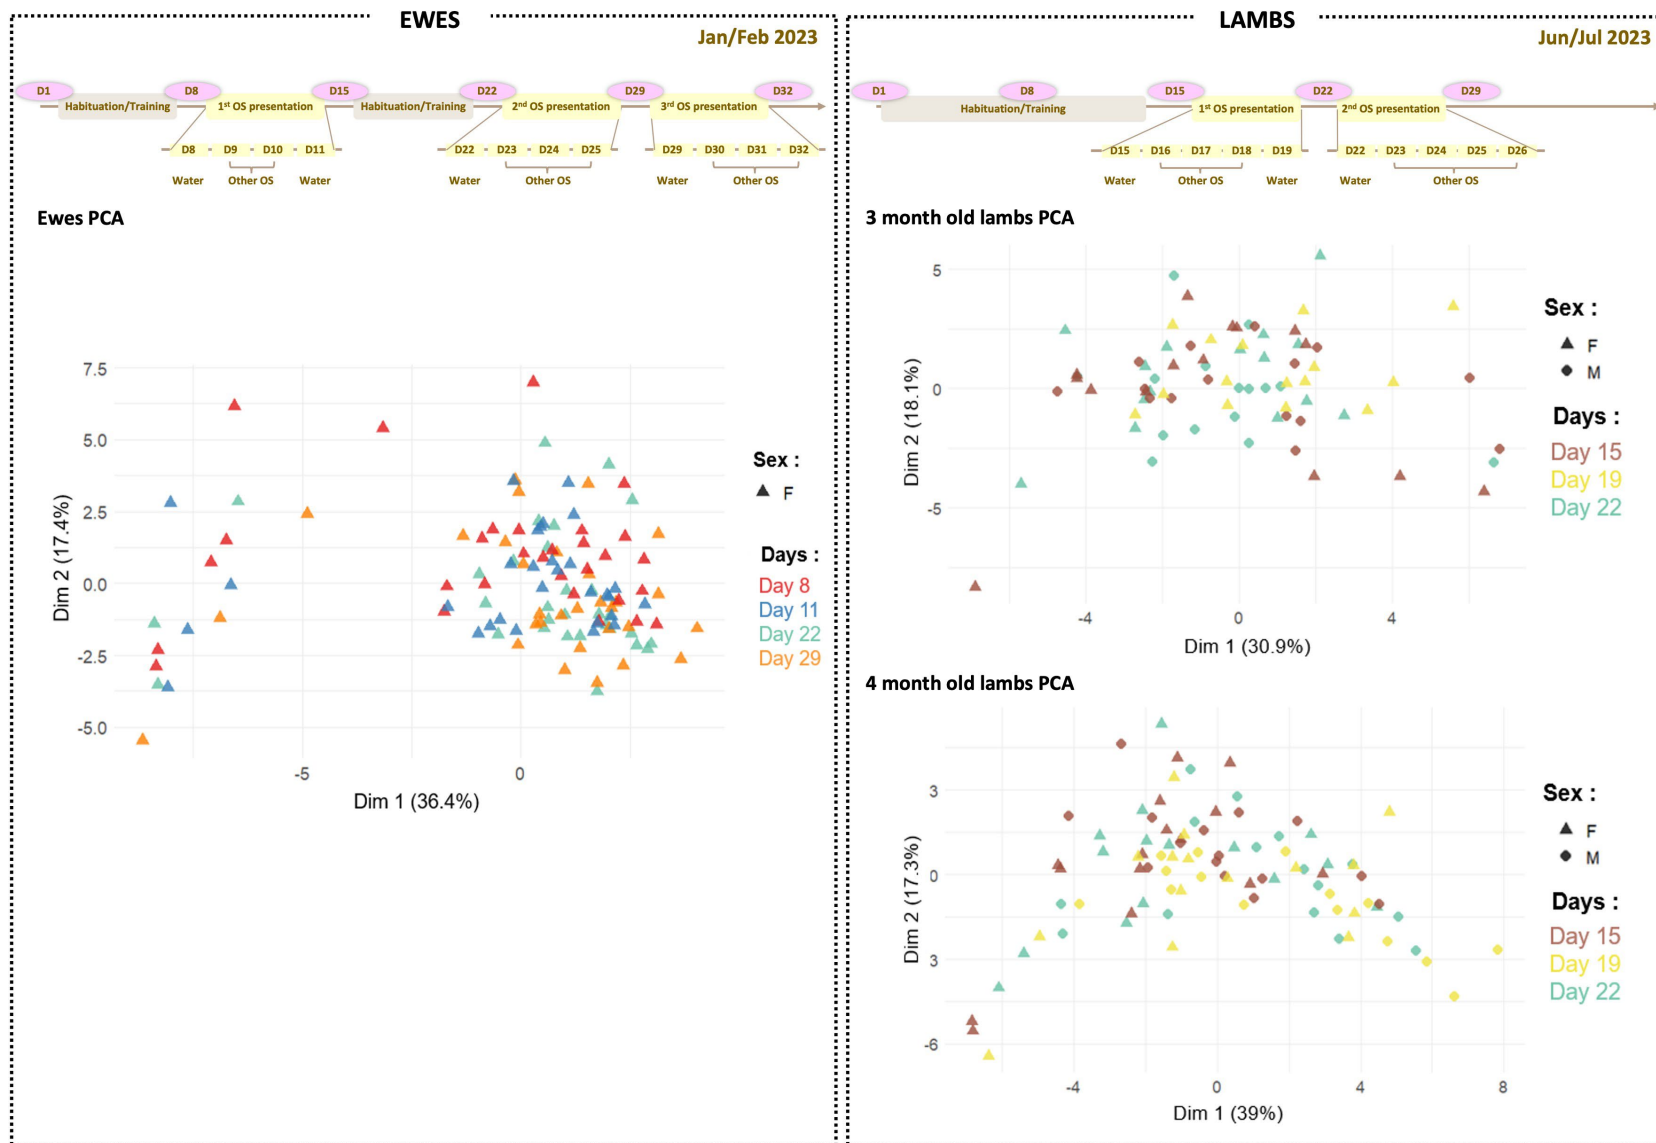 EWES
Jan/Feb 2023
D1
D8
D15
D22
D29
D32
Habituation/Training
1st OS presentation
Habituation/Training
2nd OS presentation
3rd OS presentation
D8 D9 D10 D11
D22 D23 D24 D25
D29 D30 D31 D32
Water
Other OS
Water
Water
Other OS
Water
Other OS
Ewes PCA
7.5
5.0
2.5
0.0
-2.5
-5.0
Dim 2 (17.4%)
-5
0
Dim 1 (36.4%)
Sex :
F
Days :
Day 8
Day 11
Day 22
Day 29
LAMBS
Jun/Jul 2023
D1
D8
D15
D22
D29
Habituation/Training
1st OS presentation
2nd OS presentation
D15 D16 D17 D18 D19
D22 D23 D24 D25 D26
Water
Other OS
Water
Water
Other OS
3 month old lambs PCA
5
0
-5
Dim 2 (18.1%)
-4
0
4
Dim 1 (30.9%)
Sex :
F
M
Days :
Day 15
Day 19
Day 22
4 month old lambs PCA
3
0
3
-6
Dim 2 (17.3%)
-4
0
4
8
Dim 1 (39%)
Sex :
F
M
Days :
Day 15
Day 19
Day 22